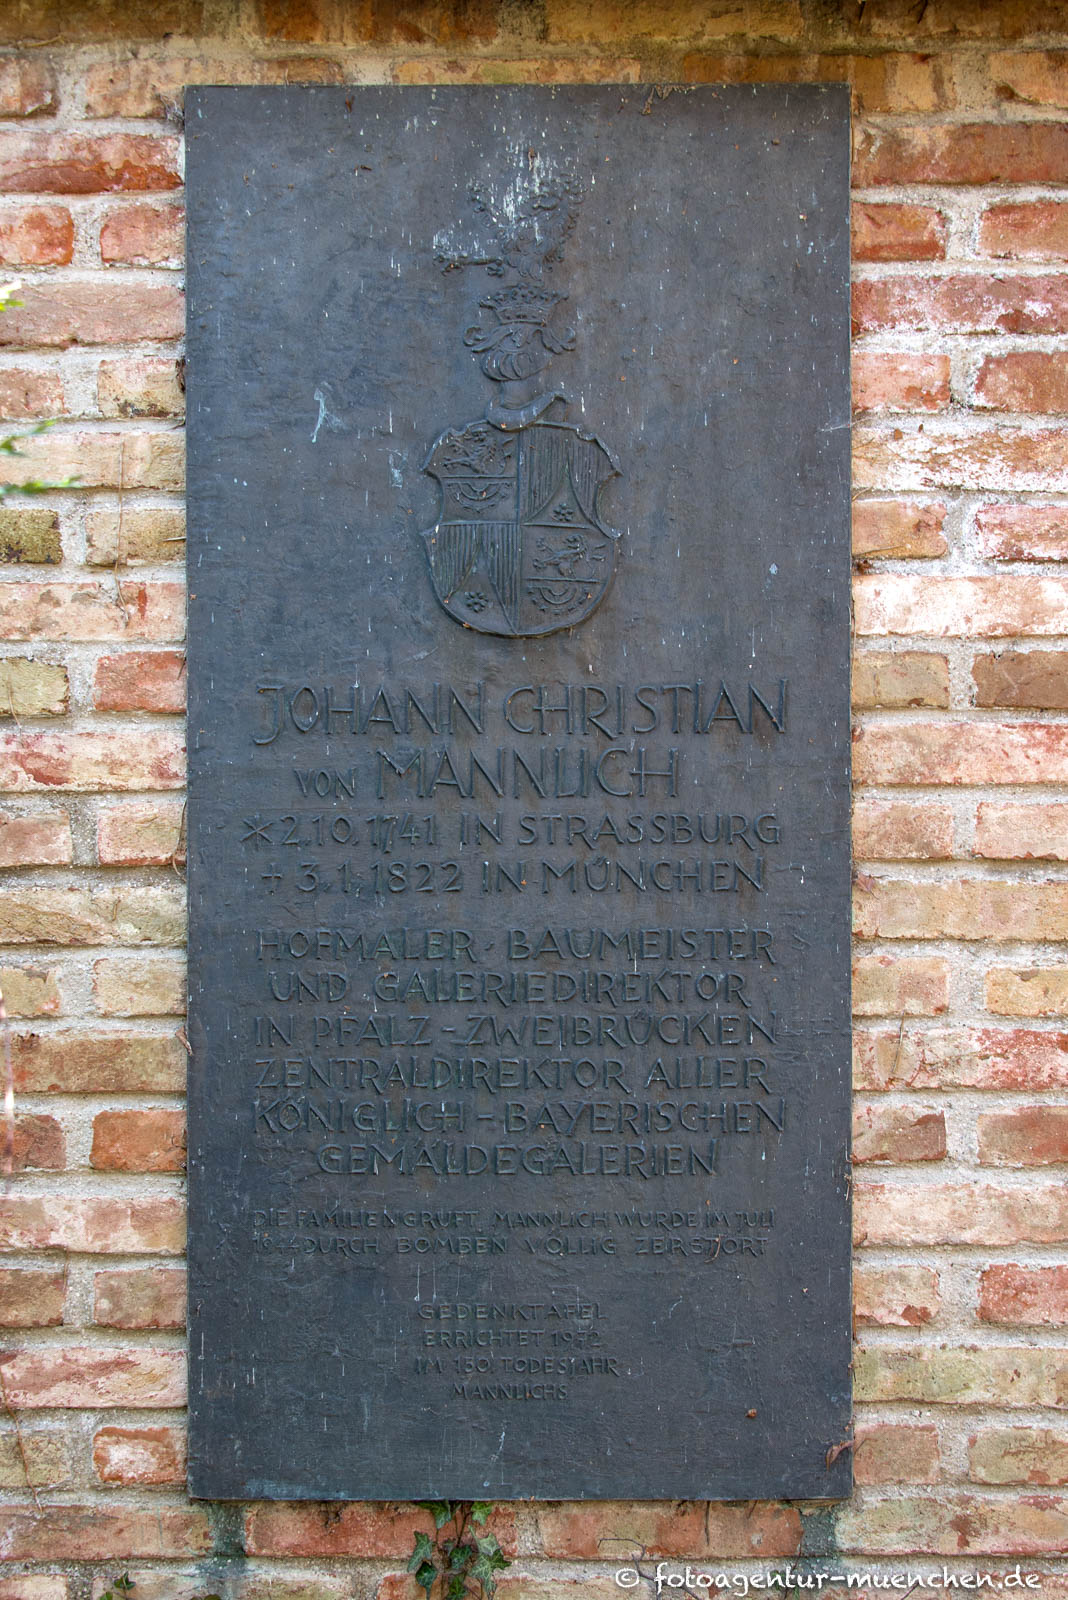 JOHANN CHRISTIAN
VON MANNLICH
*2.10.1741 IN STRASSBURG
+ 3.1.1822 IN MÜNCHEN
HOFMALER · BAUMEISTER
UND GALERIEDIREKTOR
IN PFALZ-ZWEIBRÜCKEN
ZENTRALDIREKTOR ALLER
KÖNIGLICH-BAYERISCHEN
GEMÄLDEGALERIEN
DIE FAMILIENGRUFT MANNLICH WURDE IM JULI
1944 DURCH BOMBEN VÖLLIG ZERSTÖRT
GEDENKTAFEL
ERRICHTET 1972
IM 150. TODESJAHR
MANNLICHS
© fotoagentur-muenchen.de